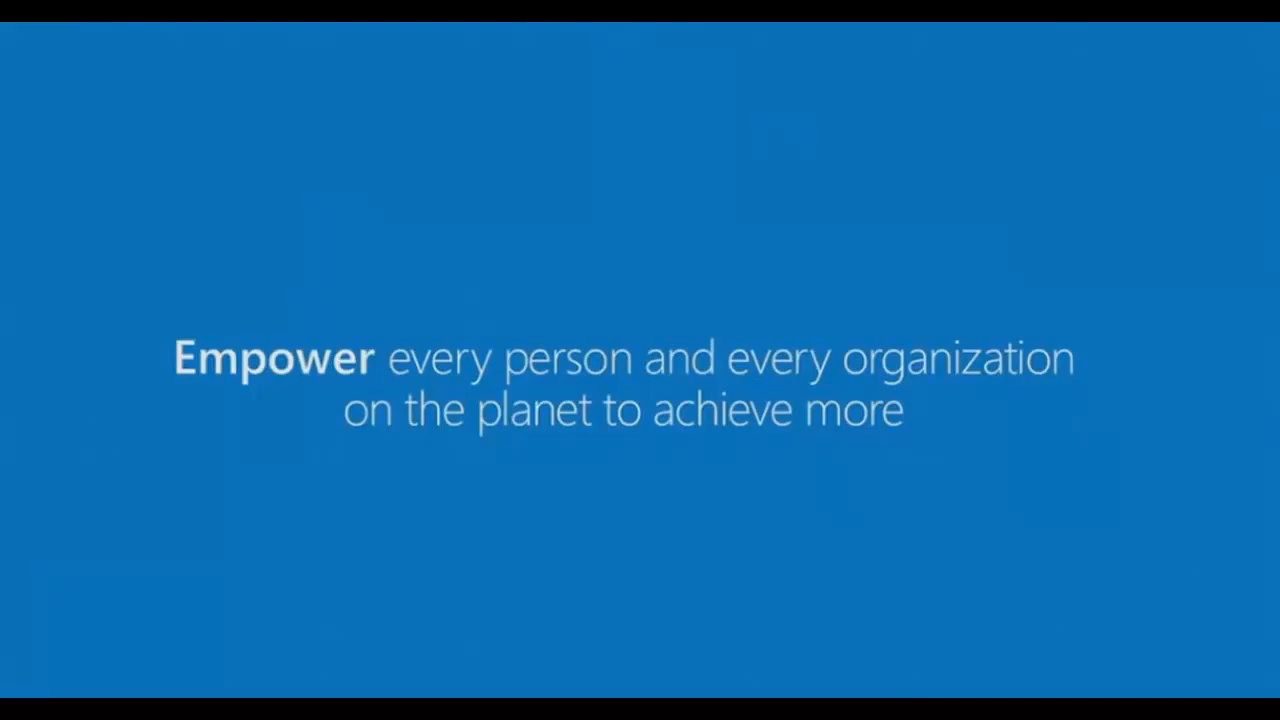 Empower every person and every organization
on the planet to achieve more